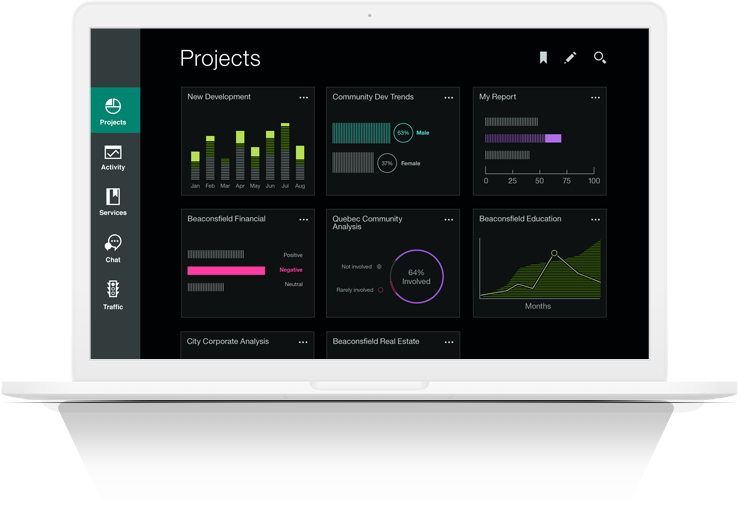 Projects
Projects
Activity
Services
Chat
Traffic
New Development
Jan Feb Mar Apr May Jun Jul Aug
Community Dev Trends
63% Male
37% Female
My Report
0 25 50 75 100
Beaconsfield Financial
Positive
Negative
Neutral
Quebec Community
Analysis
Not involved
Rarely involved
64%
Involved
Beaconsfield Education
Months
City Corporate Analysis
Beaconsfield Real Estate